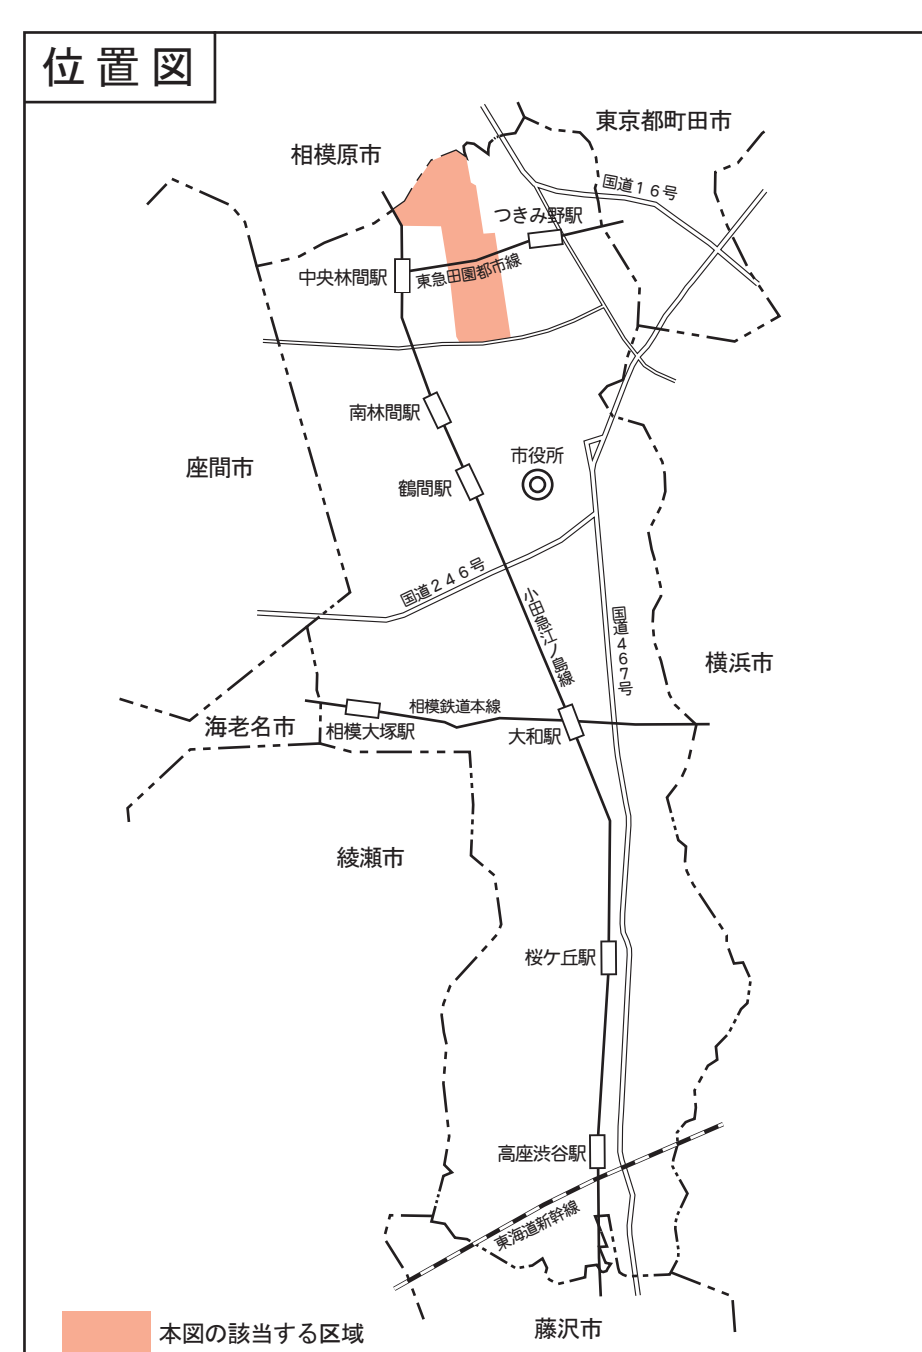 位置図
東京都町田市
相模原市
国道16号
つきみ野駅
中央林間駅
東急田園都市線
南林間駅
市役所
座間市
鶴間駅
国道246号
小田急江ノ島線
国道467号
横浜市
相模鉄道本線
海老名市
相模大塚駅
大和駅
綾瀬市
桜ケ丘駅
高座渋谷駅
東海道新幹線
藤沢市
本図の該当する区域